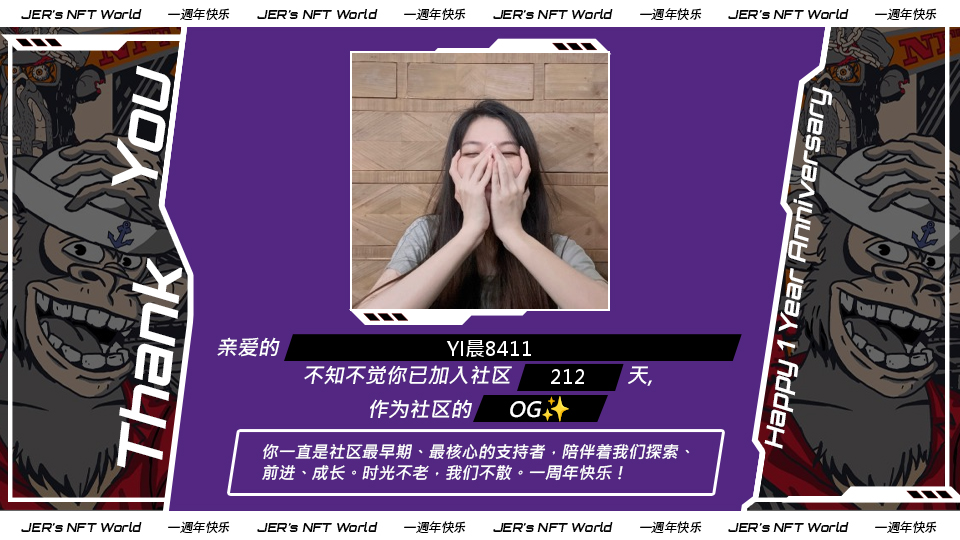 JER's NFT World 一週年快乐 JER's NFT World 一週年快乐 JER's NFT World 一週年快乐 JER's NFT World 一週年快乐
Thank You
亲爱的 YI晨8411
不知不觉你已加入社区 212 天,
作为社区的 OG✨
你一直是社区最早期、最核心的支持者，陪伴着我们探索、
前进、成长。时光不老，我们不散。一周年快乐！
Happy 1 Year Anniversary
JER's NFT World 一週年快乐 JER's NFT World 一週年快乐 JER's NFT World 一週年快乐 JER's NFT World 一週年快乐